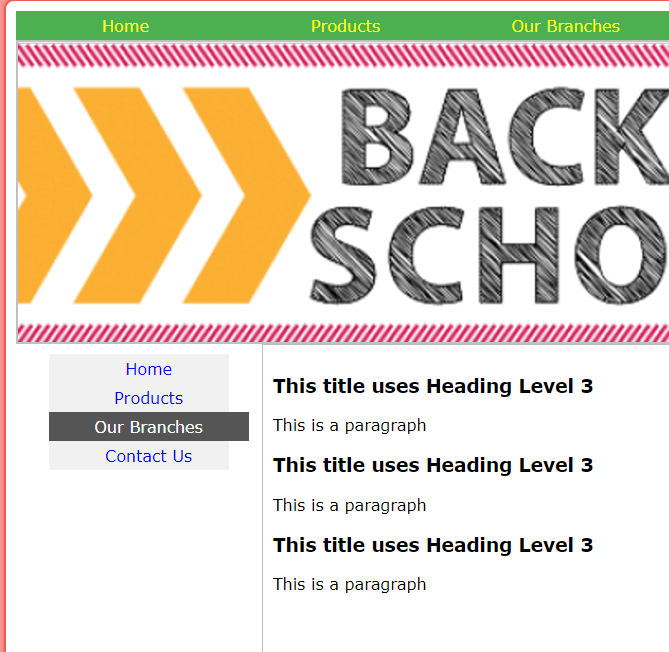 Home Products Our Branches
BACK
SCHO
Home
Products
Our Branches
Contact Us
This title uses Heading Level 3
This is a paragraph
This title uses Heading Level 3
This is a paragraph
This title uses Heading Level 3
This is a paragraph